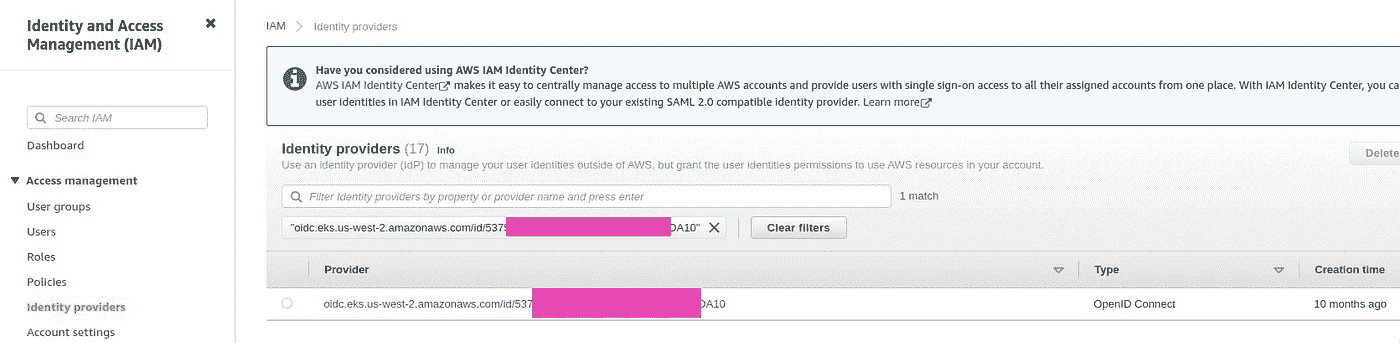 Identity and Access
Management (IAM)
Search IAM
Dashboard
Access management
User groups
Users
Roles
Policies
Identity providers
Account settings
IAM
Identity providers
Have you considered using AWS IAM Identity Center?
AWS IAM Identity Center makes it easy to centrally manage access to multiple AWS accounts and provide users with single sign-on access to all their assigned accounts from one place. With IAM Identity Center, you ca
user identities in IAM Identity Center or easily connect to your existing SAML 2.0 compatible identity provider. Learn more
Identity providers (17) Info
Delete
Use an identity provider (IdP) to manage your user identities outside of AWS, but grant the user identities permissions to use AWS resources in your account.
Filter Identity providers by property or provider name and press enter
1 match
"oidc.eks.us-west-2.amazonaws.com/id/537 DA10"
Clear filters
Provider Type Creation time
oidc.eks.us-west-2.amazonaws.com/id/537 DA10 OpenID Connect 10 months ago